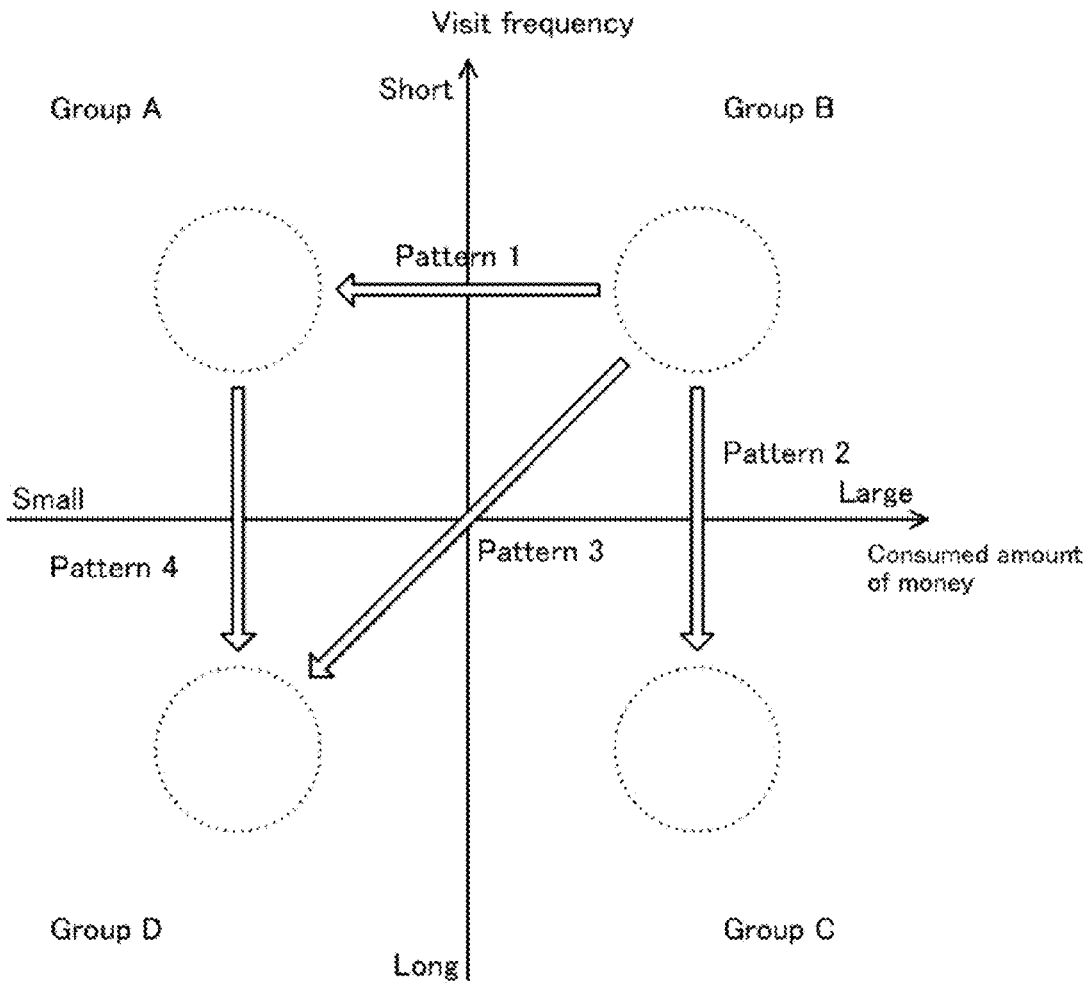 Visit frequency
Short
Group A
Group B
Pattern 1
Pattern 2
Small
Large
Pattern 3
Pattern 4
Consumed amount
of money
Group D
Group C
Long